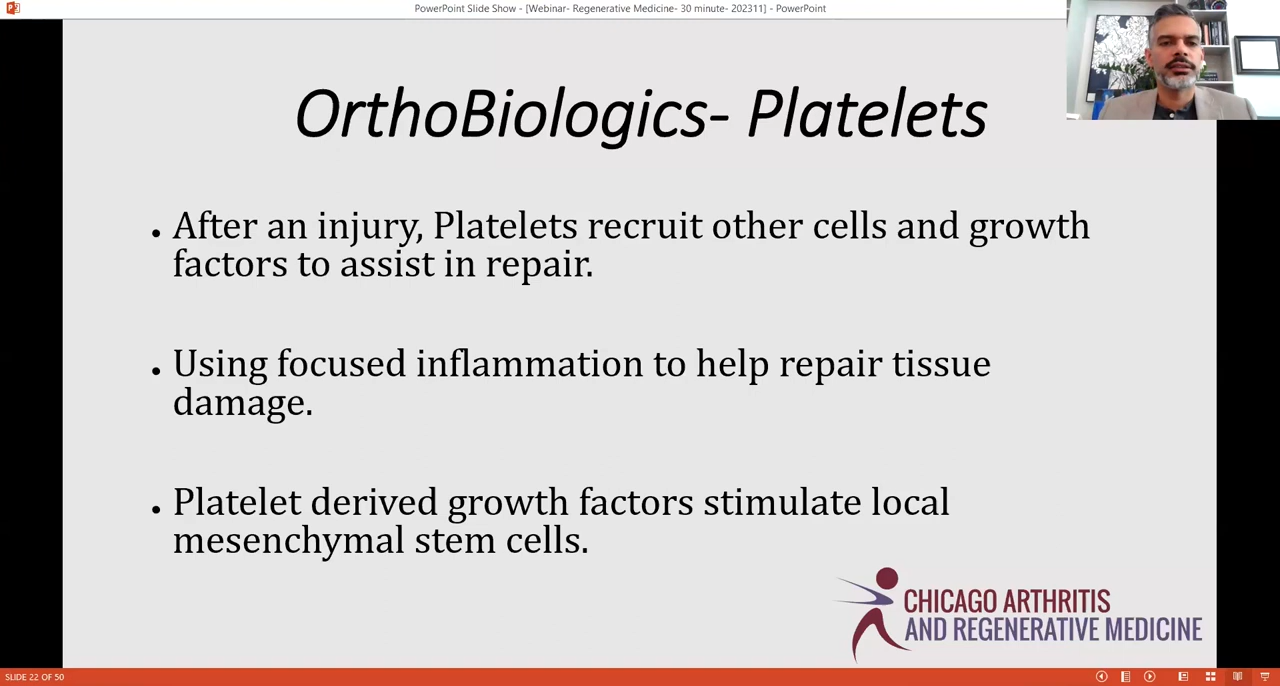 PowerPoint Slide Show - [Webinar- Regenerative Medicine- 30 minute- 202311] - PowerPoint
OrthoBiologics- Platelets
• After an injury, Platelets recruit other cells and growth
factors to assist in repair.
• Using focused inflammation to help repair tissue
damage.
• Platelet derived growth factors stimulate local
mesenchymal stem cells.
CHICAGO ARTHRITIS
AND REGENERATIVE MEDICINE
SLIDE 22 OF 50